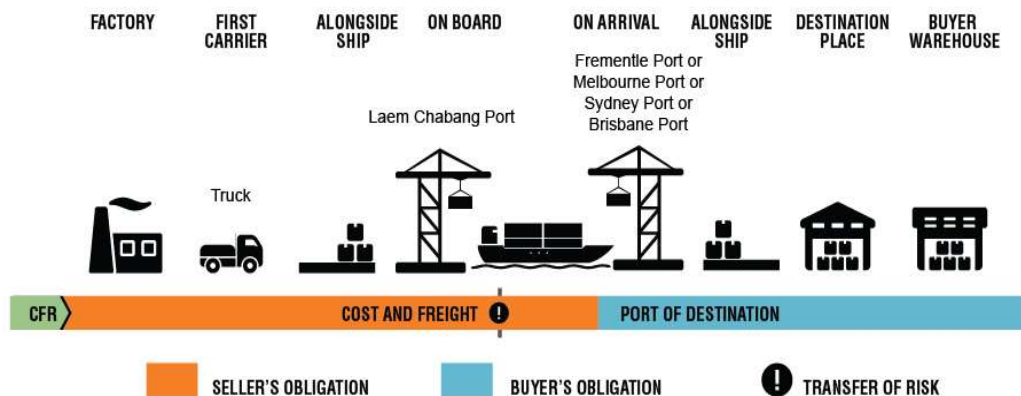 FACTORY
FIRST
CARRIER
ALONGSIDE
SHIP
ON BOARD
ON ARRIVAL
ALONGSIDE
SHIP
DESTINATION
PLACE
BUYER
WAREHOUSE
Frementle Port or
Melbourne Port or
Sydney Port or
Brisbane Port
Laem Chabang Port
Truck
CFR
COST AND FREIGHT !
PORT OF DESTINATION
SELLER'S OBLIGATION
BUYER'S OBLIGATION
! TRANSFER OF RISK